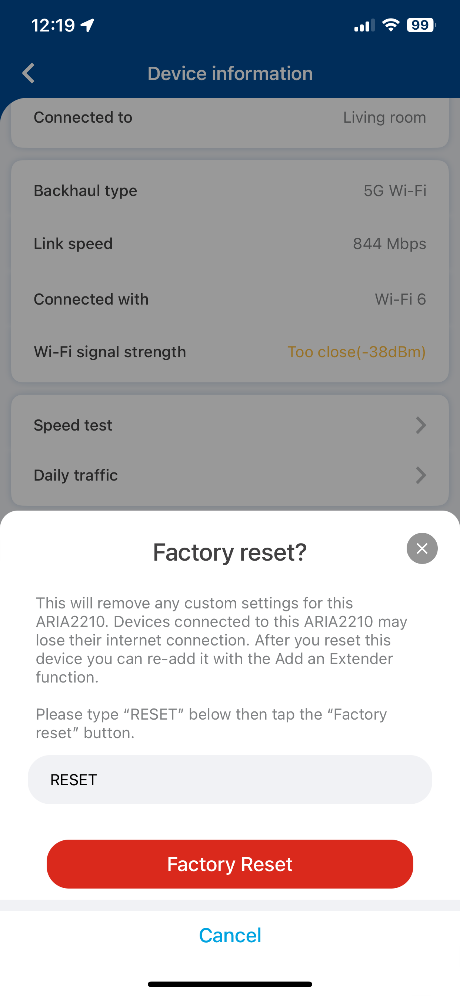 12:19
99
Device information
Connected to Living room
Backhaul type 5G Wi-Fi
Link speed 844 Mbps
Connected with Wi-Fi 6
Wi-Fi signal strength Too close(-38dBm)
Speed test
Daily traffic
Factory reset?
This will remove any custom settings for this
ARIA2210. Devices connected to this ARIA2210 may
lose their internet connection. After you reset this
device you can re-add it with the Add an Extender
function.
Please type “RESET” below then tap the “Factory
reset” button.
RESET
Factory Reset
Cancel